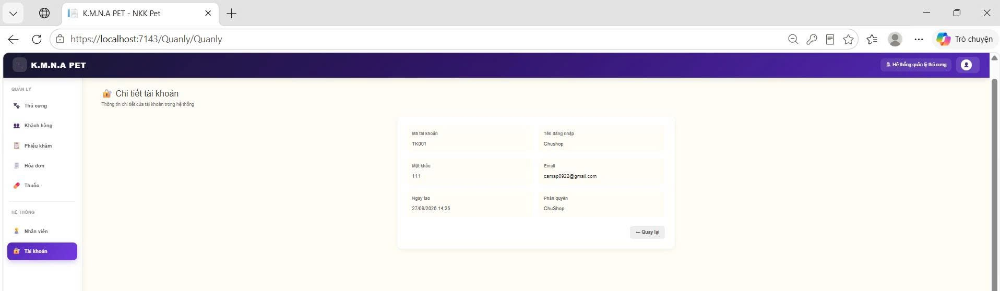 K.M.N.A PET - NKK Pet
https://localhost:7143/Quanly/Quanly
Trò chuyện
K.M.N.A PET
Hệ thống quản lý thú cưng
QUẢN LÝ
Thú cưng
Khách hàng
Phiếu khám
Hóa đơn
Thuốc
HỆ THỐNG
Nhân viên
Tài khoản
Chi tiết tài khoản
Thông tin chi tiết của tài khoản trong hệ thống
Mã tài khoản
TK001
Tên đăng nhập
Chushop
Mật khẩu
111
Email
camap0922@gmail.com
Ngày tạo
27/09/2026 14:25
Phân quyền
ChuShop
← Quay lại